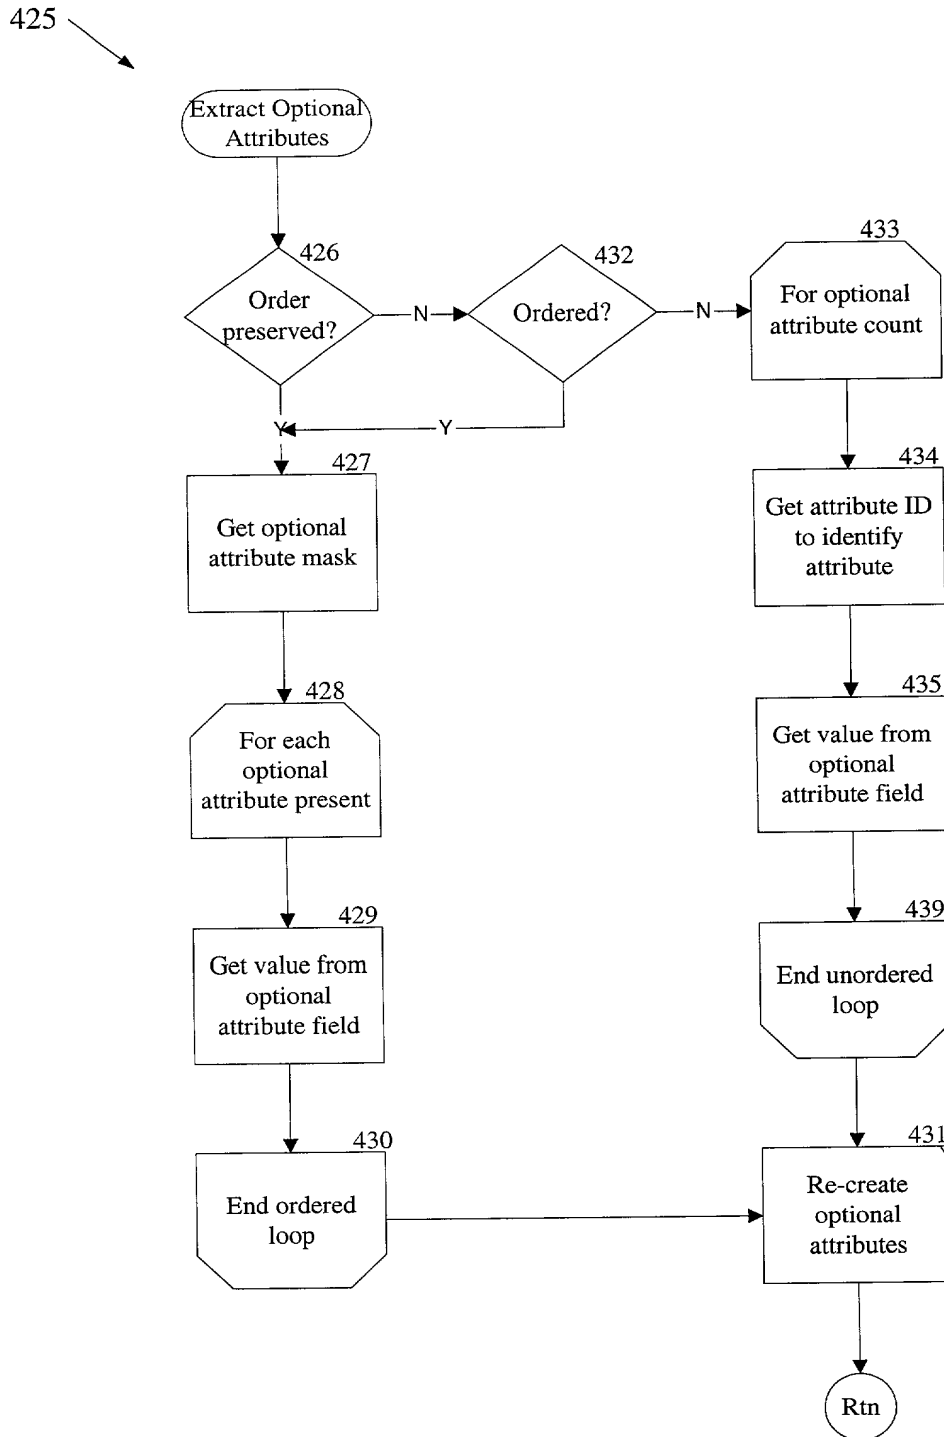 425
Extract Optional
Attributes
426
Order
preserved?
N
432
Ordered?
N
433
For optional
attribute count
Y
Y
427
Get optional
attribute mask
434
Get attribute ID
to identify
attribute
428
For each
optional
attribute present
435
Get value from
optional
attribute field
429
Get value from
optional
attribute field
439
End unordered
loop
430
End ordered
loop
431
Re-create
optional
attributes
Rtn